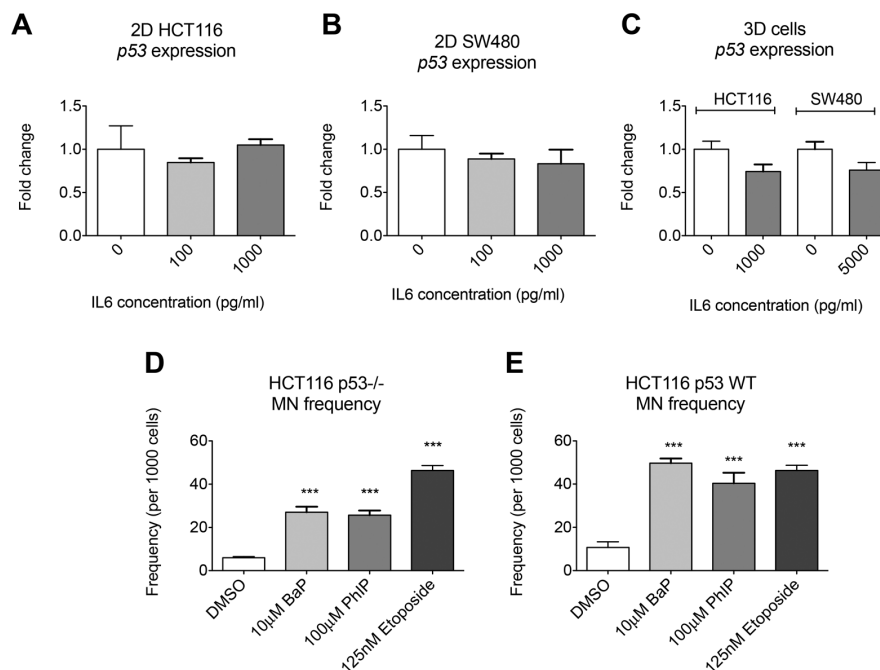 A
2D HCT116
p53 expression
Fold change
1.5
1.0
0.5
0.0
0
100
1000
IL6 concentration (pg/ml)
B
2D SW480
p53 expression
Fold change
1.5
1.0
0.5
0.0
0
100
1000
IL6 concentration (pg/ml)
C
3D cells
p53 expression
HCT116
SW480
Fold change
1.5
1.0
0.5
0.0
0
1000
0
5000
IL6 concentration (pg/ml)
D
HCT116 p53-/-
MN frequency
Frequency (per 1000 cells)
60
40
20
0
***
***
***
DMSO
10µM BaP
100µM PhIP
125nM Etoposide
E
HCT116 p53 WT
MN frequency
Frequency (per 1000 cells)
60
40
20
0
***
***
***
DMSO
10µM BaP
100µM PhIP
125nM Etoposide